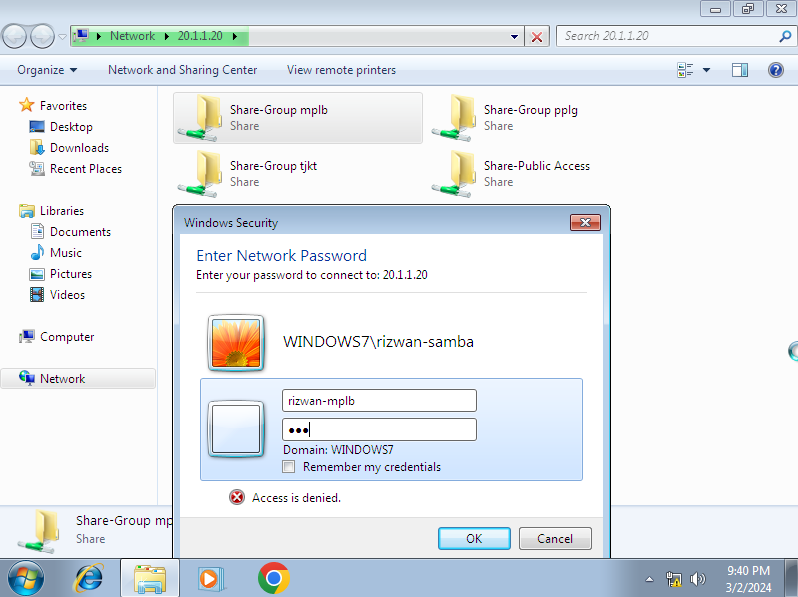 Network 20.1.1.20
Search 20.1.1.20
Organize Network and Sharing Center View remote printers
Favorites
Desktop
Downloads
Recent Places
Libraries
Documents
Music
Pictures
Videos
Computer
Network
Share-Group mplb
Share
Share-Group pplg
Share
Share-Group tjkt
Share
Share-Public Access
Share
Windows Security
Enter Network Password
Enter your password to connect to: 20.1.1.20
WINDOWS7\rizwan-samba
rizwan-mplb
●●●
Domain: WINDOWS7
Remember my credentials
Access is denied.
OK Cancel
Share-Group mp
Share
9:40 PM
3/2/2024